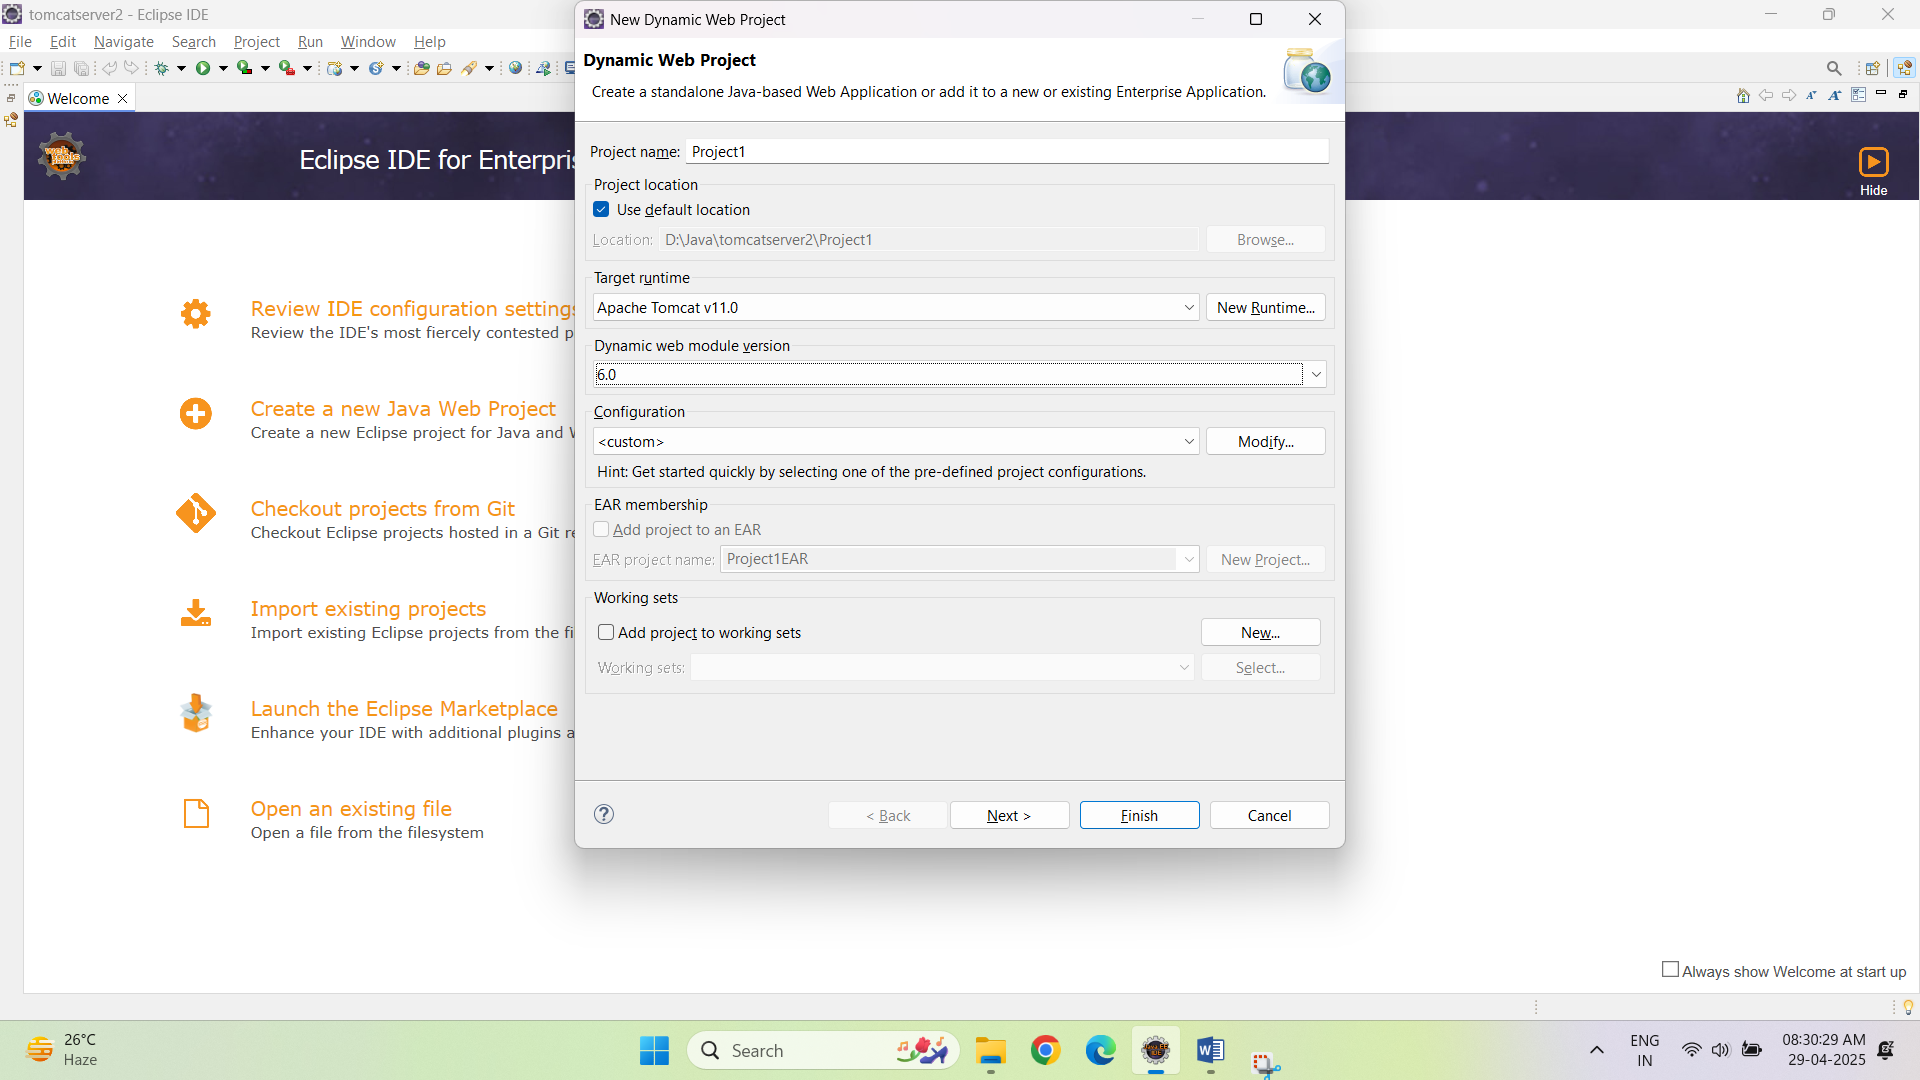 tomcatserver2 - Eclipse IDE
File Edit Navigate Search Project Run Window Help
Welcome
Eclipse IDE for Enterpris
Hide
Review IDE configuration settings
Review the IDE's most fiercely contested p
Create a new Java Web Project
Create a new Eclipse project for Java and W
Checkout projects from Git
Checkout Eclipse projects hosted in a Git re
Import existing projects
Import existing Eclipse projects from the fi
Launch the Eclipse Marketplace
Enhance your IDE with additional plugins a
Open an existing file
Open a file from the filesystem
Always show Welcome at start up
New Dynamic Web Project
Dynamic Web Project
Create a standalone Java-based Web Application or add it to a new or existing Enterprise Application.
Project name: Project1
Project location
Use default location
Location: D:\Java\tomcatserver2\Project1 Browse...
Target runtime
Apache Tomcat v11.0 New Runtime...
Dynamic web module version
6.0
Configuration
<custom> Modify...
Hint: Get started quickly by selecting one of the pre-defined project configurations.
EAR membership
Add project to an EAR
EAR project name: Project1EAR New Project...
Working sets
Add project to working sets New...
Working sets: Select...
< Back Next > Finish Cancel
26°C
Haze
Search
ENG
IN
08:30:29 AM
29-04-2025